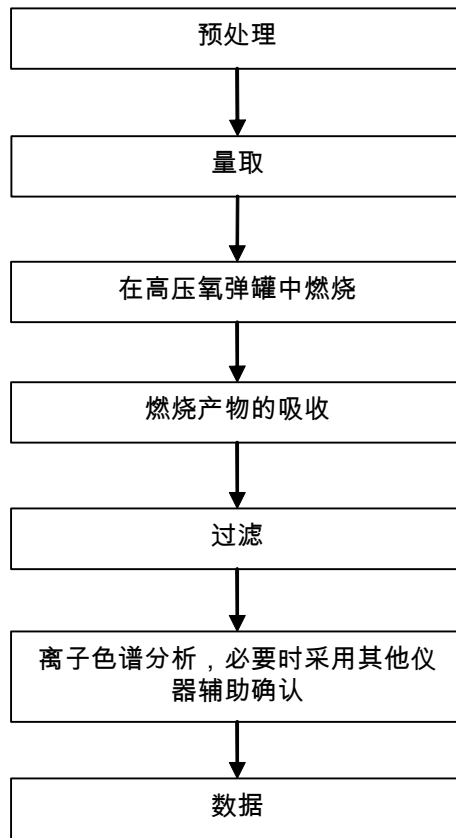 预处理
量取
在高压氧弹罐中燃烧
燃烧产物的吸收
过滤
离子色谱分析，必要时采用其他仪
器辅助确认
数据